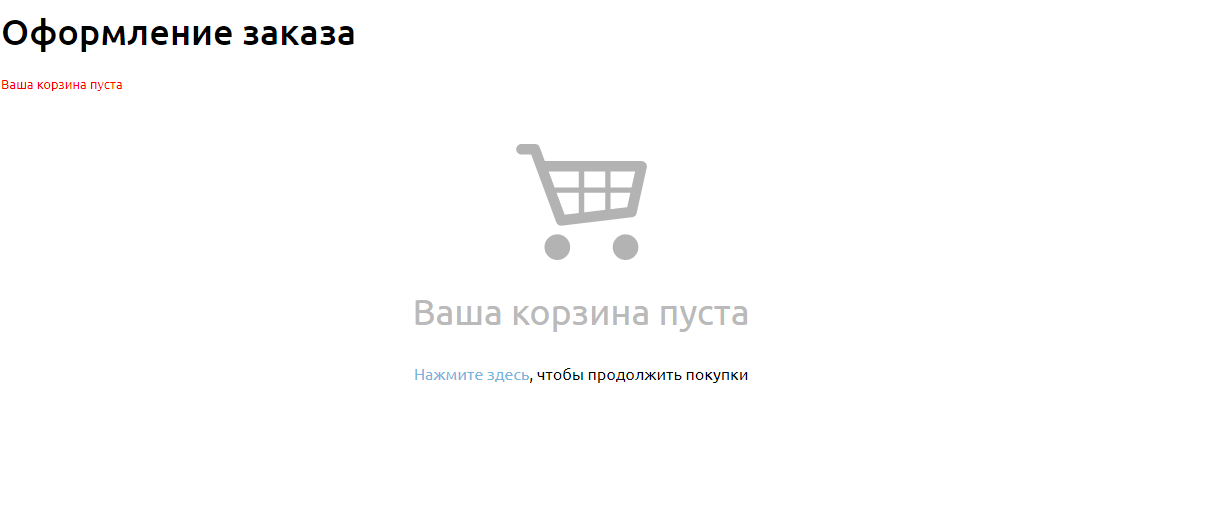 Оформление заказа
Ваша корзина пуста
Ваша корзина пуста
Нажмите здесь, чтобы продолжить покупки